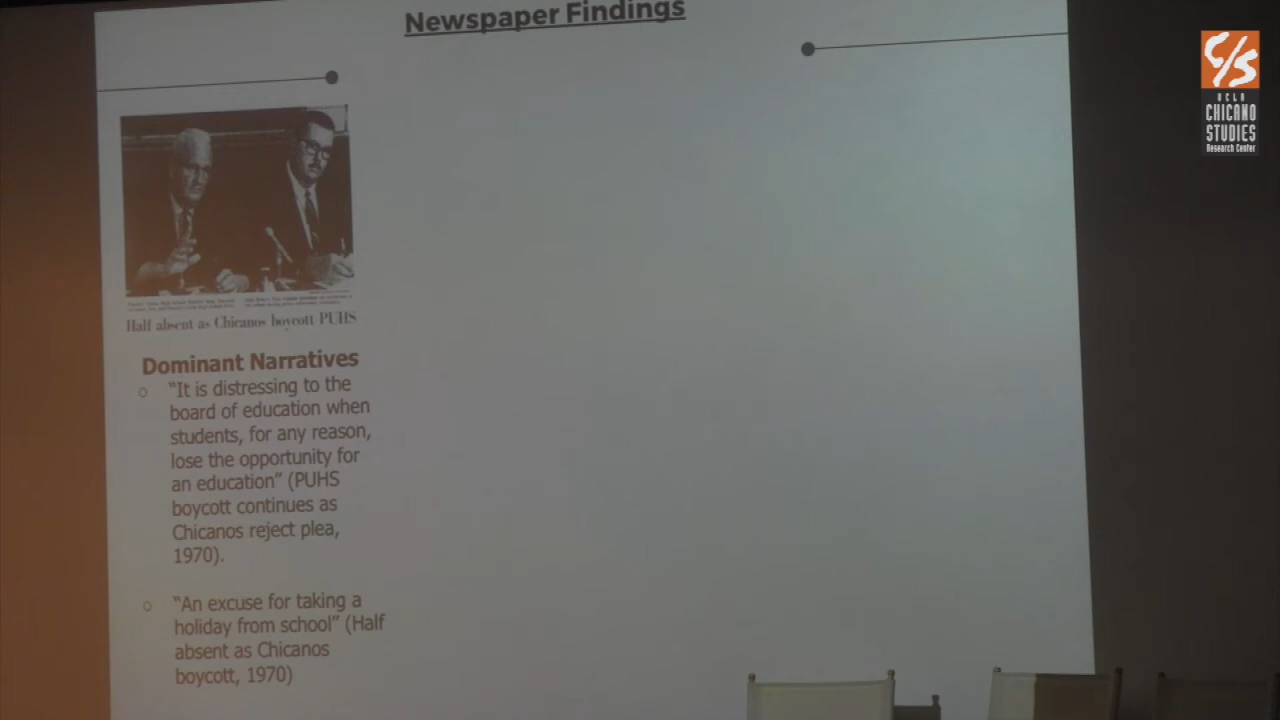 Newspaper Findings
Half absent as Chicanos boycott PUHS
Dominant Narratives
“It is distressing to the
board of education when
students, for any reason,
lose the opportunity for
an education” (PUHS
boycott continues as
Chicanos reject plea,
1970).
“An excuse for taking a
holiday from school” (Half
absent as Chicanos
boycott, 1970)
C/S
UCLA
CHICANO
STUDIES
Research Center